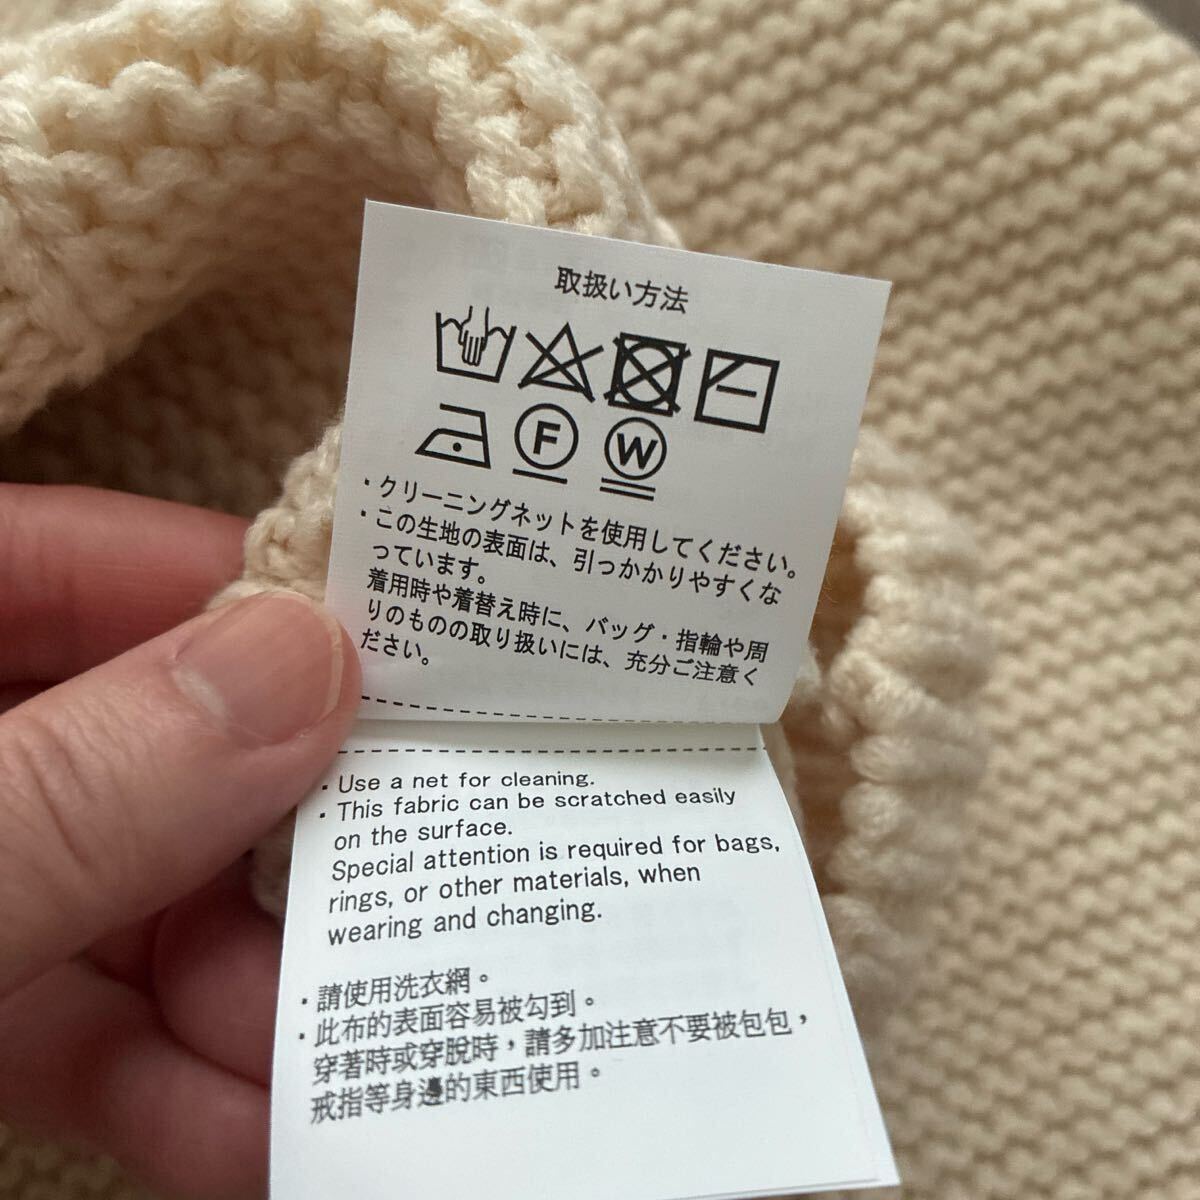 取扱い方法
F W
・クリーニングネットを使用してください。
・この生地の表面は、引っかかりやすくな
っています。
着用時や着替え時に、バッグ・指輪や周
りのものの取り扱いには、充分ご注意く
ださい。
・Use a net for cleaning.
・This fabric can be scratched easily
on the surface.
Special attention is required for bags,
rings, or other materials, when
wearing and changing.
・請使用洗衣網。
・此布的表面容易被勾到。
穿著時或穿脫時，請多加注意不要被包包，
戒指等身邊的東西使用。